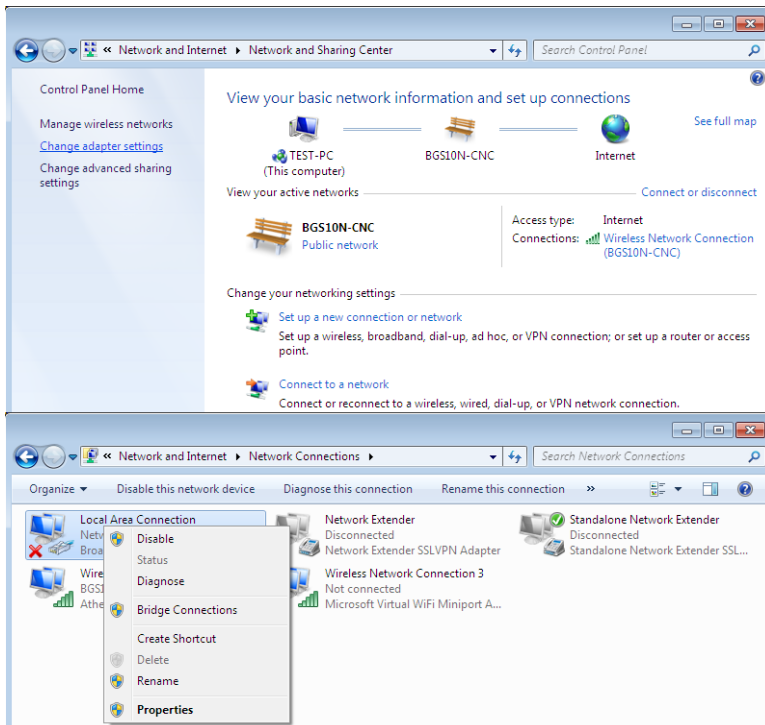 « Network and Internet ▸ Network and Sharing Center
Search Control Panel
Control Panel Home
Manage wireless networks
Change adapter settings
Change advanced sharing
settings
View your basic network information and set up connections
See full map
TEST-PC
(This computer)
BGS10N-CNC
Internet
View your active networks
Connect or disconnect
BGS10N-CNC
Public network
Access type: Internet
Connections: Wireless Network Connection
(BGS10N-CNC)
Change your networking settings
Set up a new connection or network
Set up a wireless, broadband, dial-up, ad hoc, or VPN connection; or set up a router or access
point.
Connect to a network
Connect or reconnect to a wireless, wired, dial-up, or VPN network connection.
« Network and Internet ▸ Network Connections ▸
Search Network Connections
Organize Disable this network device Diagnose this connection Rename this connection »
Local Area Connection
Netw
Broa
Network Extender
Disconnected
Network Extender SSLVPN Adapter
Standalone Network Extender
Disconnected
Standalone Network Extender SSL...
Wire
BGS1
Athe
Wireless Network Connection 3
Not connected
Microsoft Virtual WiFi Miniport A...
Disable
Status
Diagnose
Bridge Connections
Create Shortcut
Delete
Rename
Properties